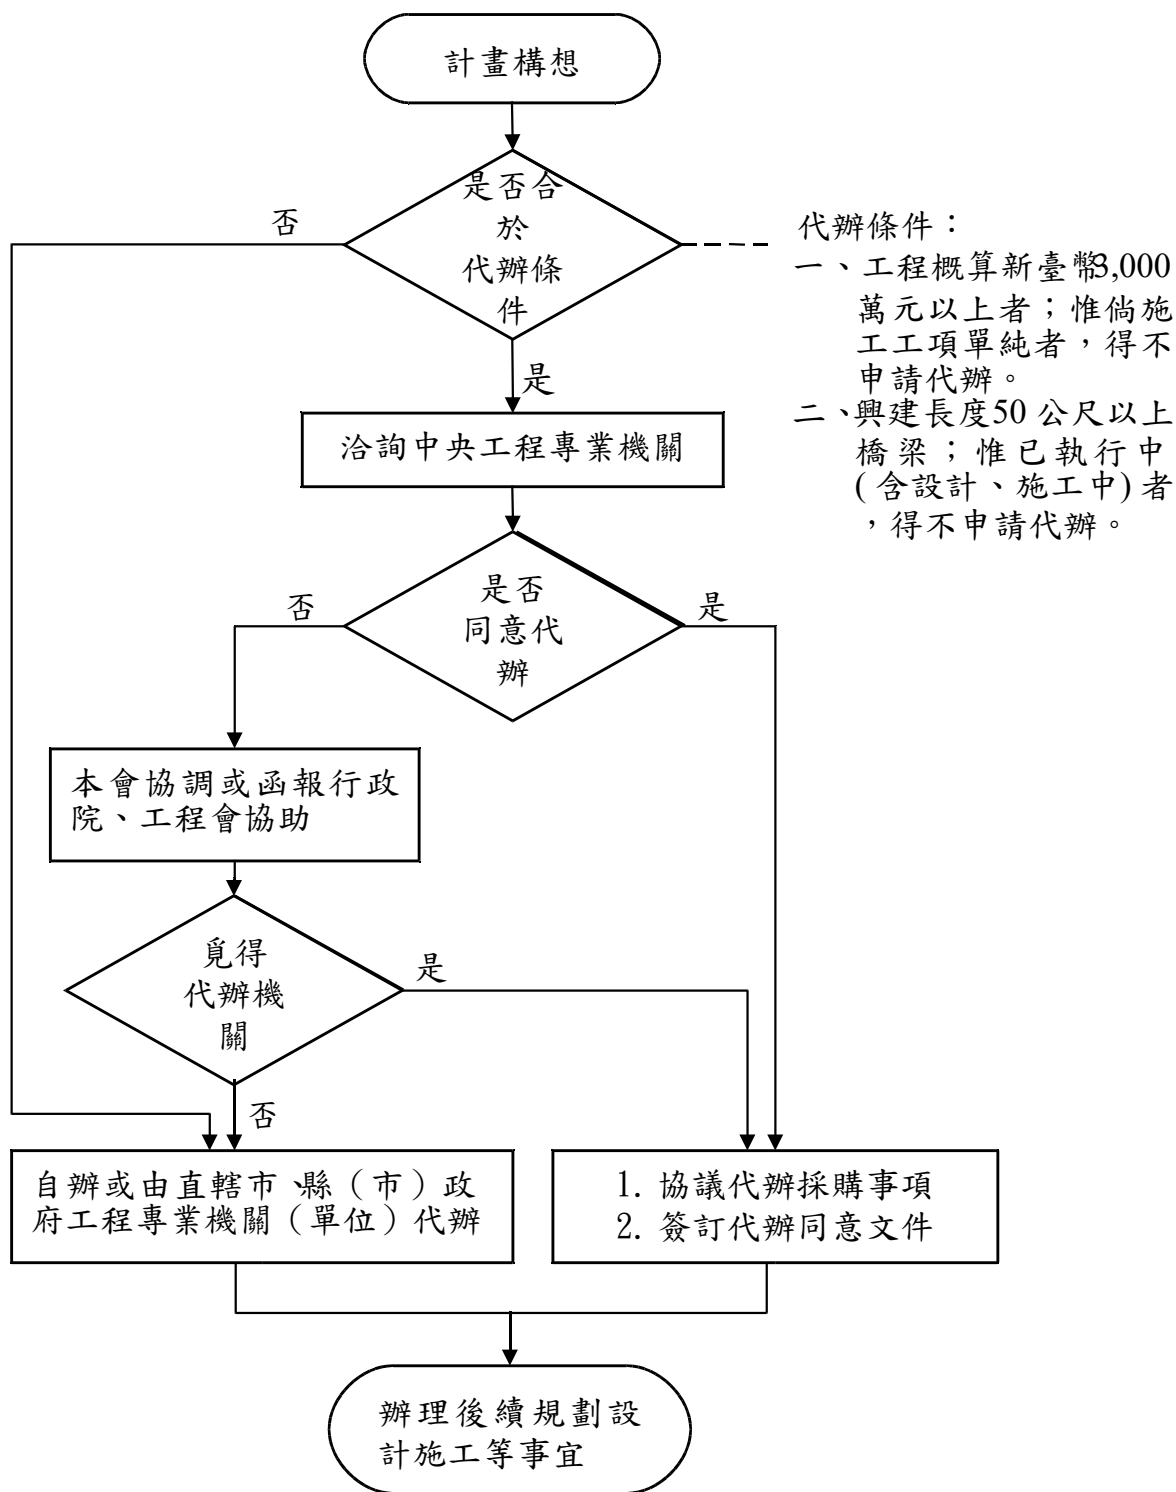 計畫構想
是否合
於
代辦條
件
否
代辦條件：
一、工程概算新臺幣3,000
萬元以上者；惟倘施
工工項單純者，得不
申請代辦。
二、興建長度50 公尺以上
橋梁；惟已執行中
(含設計、施工中)者
，得不申請代辦。
是
洽詢中央工程專業機關
是否
同意代
辦
否
是
本會協調或函報行政
院、工程會協助
覓得
代辦機
關
是
否
自辦或由直轄市、縣（市）政
府工程專業機關（單位）代辦
1. 協議代辦採購事項
2. 簽訂代辦同意文件
辦理後續規劃設
計施工等事宜